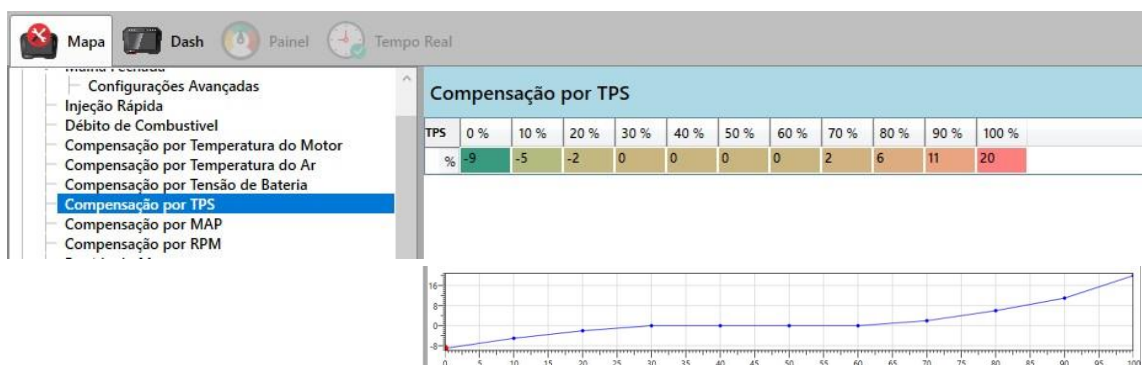 Mapa Dash Painel Tempo Real
Configurações Avançadas
Injeção Rápida
Débito de Combustivel
Compensação por Temperatura do Motor
Compensação por Temperatura do Ar
Compensação por Tensão de Bateria
Compensação por TPS
Compensação por MAP
Compensação por RPM
Compensação por TPS
TPS 0 % 10 % 20 % 30 % 40 % 50 % 60 % 70 % 80 % 90 % 100 %
% -9 -5 -2 0 0 0 0 2 6 11 20
16
8
0
-8
0 5 10 15 20 25 30 35 40 45 50 55 60 65 70 75 80 85 90 95 100